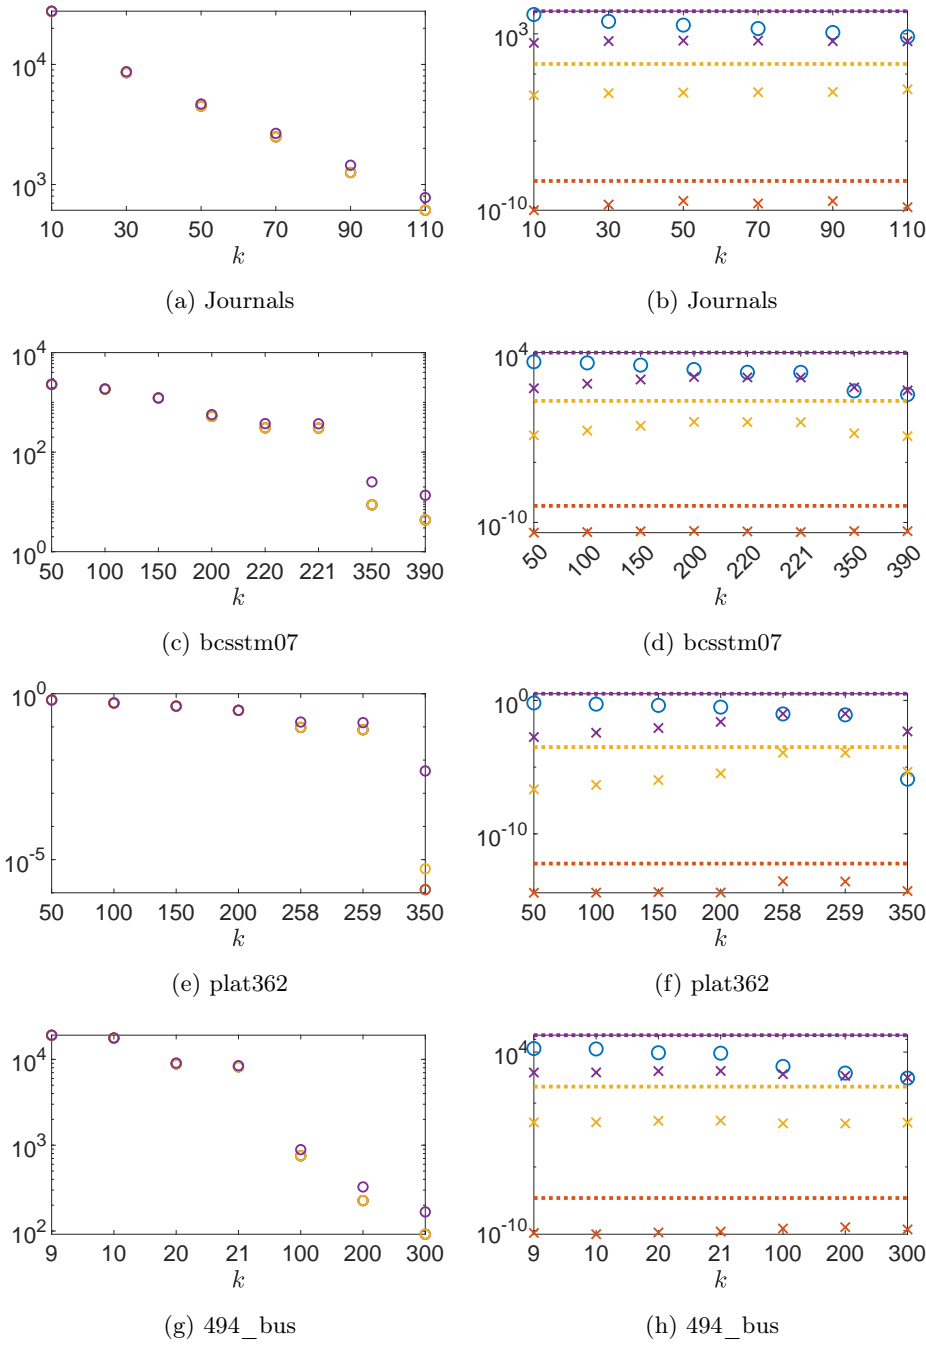 10^4
10^3
10 30 50 70 90 110
k
(a) Journals
10^3
10^-10
10 30 50 70 90 110
k
(b) Journals
10^4
10^2
10^0
50 100 150 200 220 221 350 390
k
(c) bcsstm07
10^4
10^-10
50 100 150 200 220 221 350 390
k
(d) bcsstm07
10^0
10^-5
50 100 150 200 258 259 350
k
(e) plat362
10^0
10^-10
50 100 150 200 258 259 350
k
(f) plat362
10^4
10^3
10^2
9 10 20 21 100 200 300
k
(g) 494_bus
10^4
10^-10
9 10 20 21 100 200 300
k
(h) 494_bus